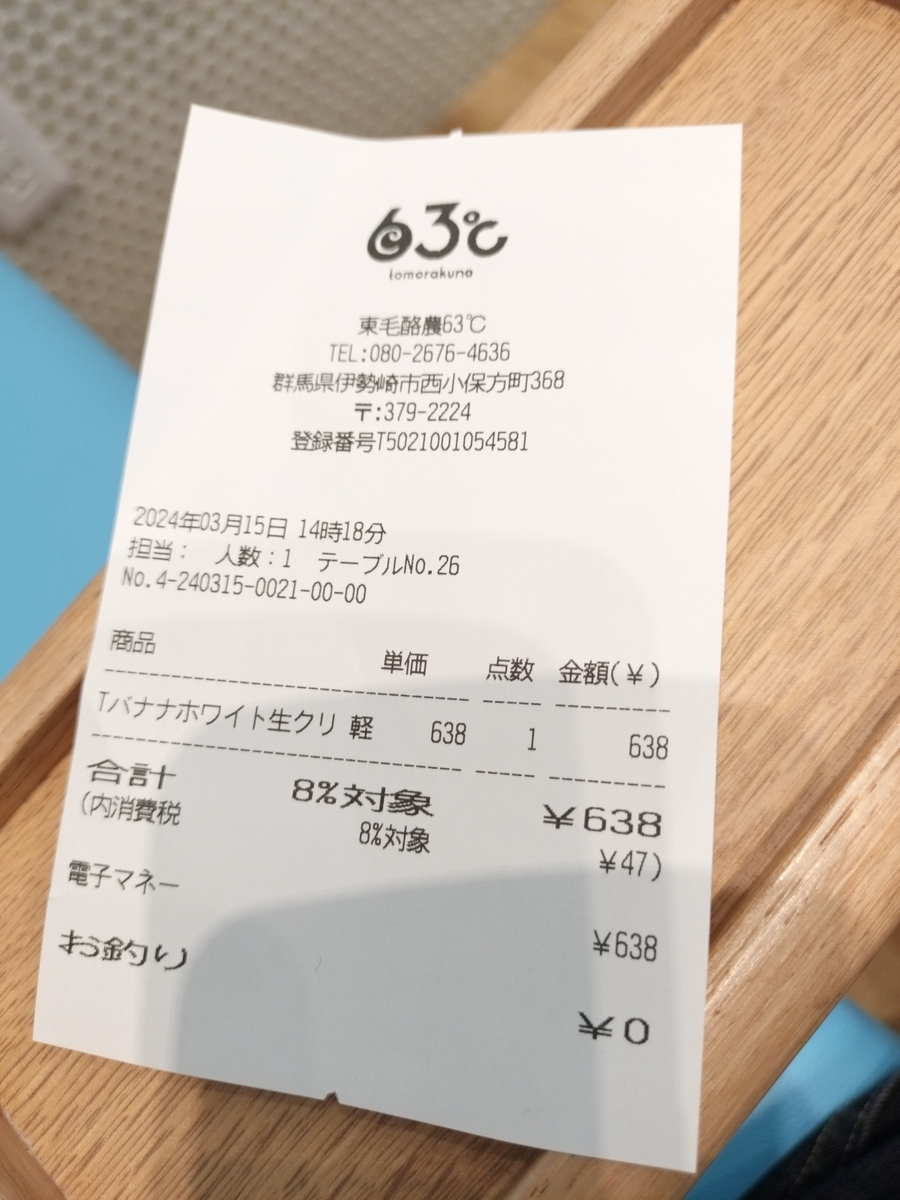 63℃
tomorakuno
東毛酪農63℃
TEL:080-2676-4636
群馬県伊勢崎市西小保方町368
〒:379-2224
登録番号T5021001054581
2024年03月15日 14時18分
担当： 人数：1 テーブルNo.26
No.4-240315-0021-00-00
商品 単価 点数 金額(￥)
Tバナナホワイト生クリ 軽 638 1 638
合計 8%対象 ￥638
(内消費税 8%対象 ￥47)
電子マネー ￥638
お釣り ￥0